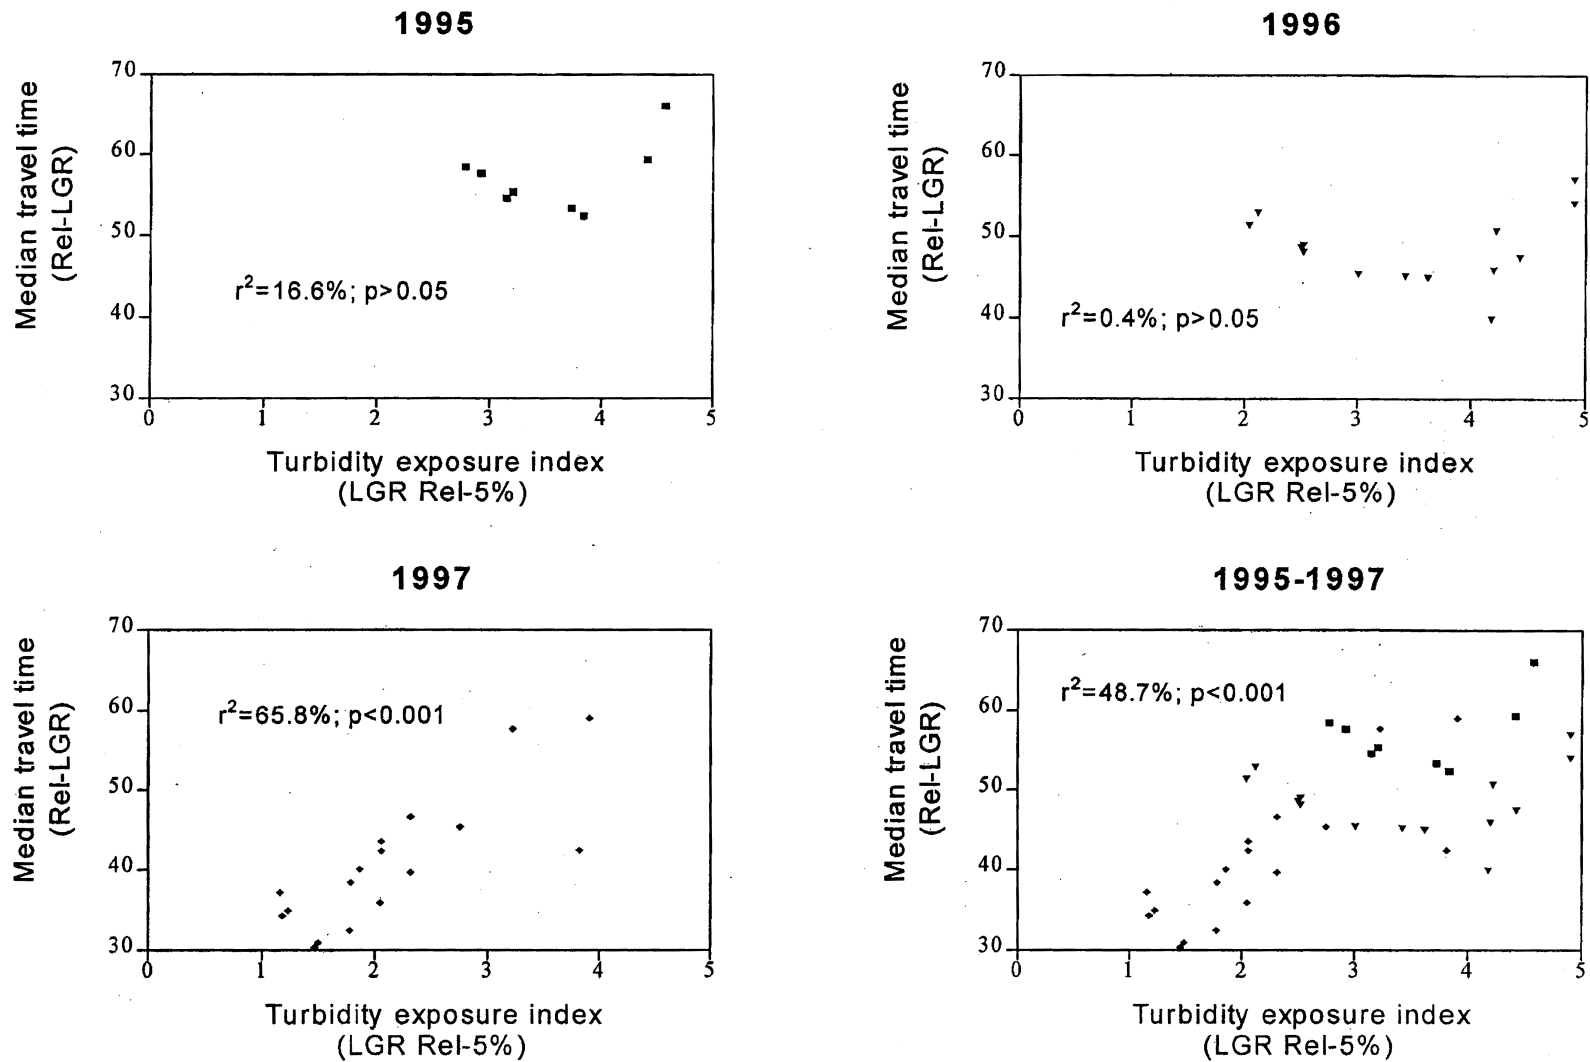 1995
70
60
50
40
30
0 1 2 3 4 5
Median travel time
(Rel-LGR)
r²=16.6%; p>0.05
Turbidity exposure index
(LGR Rel-5%)
1996
70
60
50
40
30
0 1 2 3 4 5
Median travel time
(Rel-LGR)
r²=0.4%; p>0.05
Turbidity exposure index
(LGR Rel-5%)
1997
70
60
50
40
30
0 1 2 3 4 5
Median travel time
(Rel-LGR)
r²=65.8%; p<0.001
Turbidity exposure index
(LGR Rel-5%)
1995-1997
70
60
50
40
30
0 1 2 3 4 5
Median travel time
(Rel-LGR)
r²=48.7%; p<0.001
Turbidity exposure index
(LGR Rel-5%)